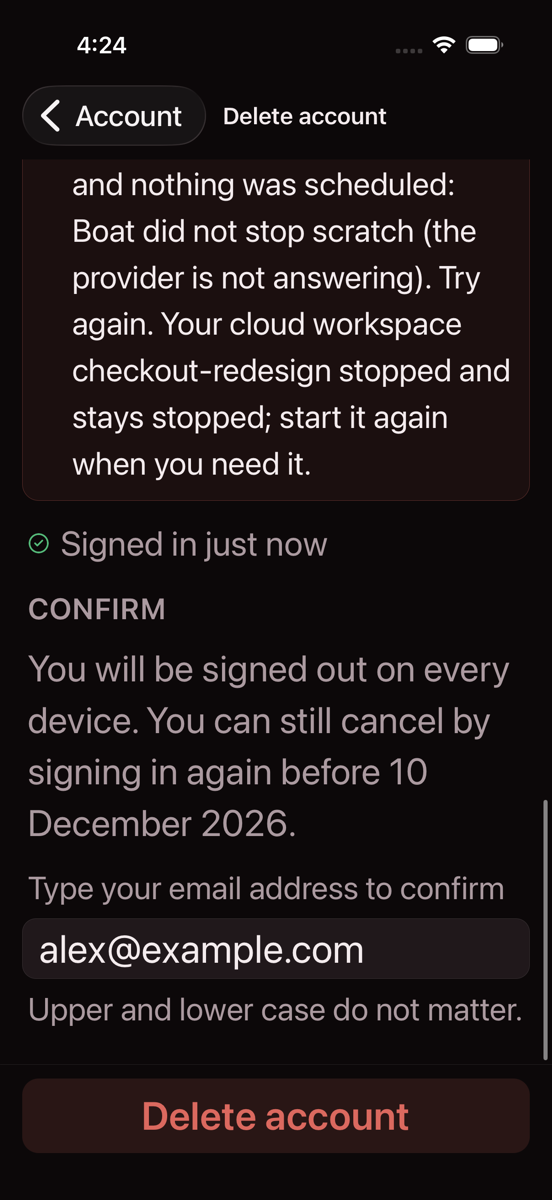 4:24
Account
Delete account
and nothing was scheduled:
Boat did not stop scratch (the
provider is not answering). Try
again. Your cloud workspace
checkout-redesign stopped and
stays stopped; start it again
when you need it.
Signed in just now
CONFIRM
You will be signed out on every
device. You can still cancel by
signing in again before 10
December 2026.
Type your email address to confirm
alex@example.com
Upper and lower case do not matter.
Delete account